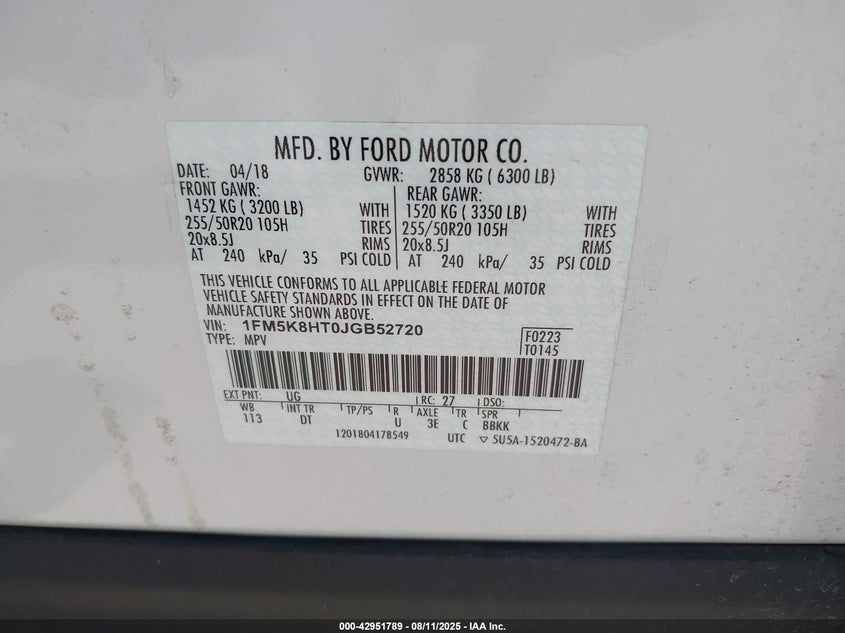 MFD. BY FORD MOTOR CO.
DATE: 04/18 GVWR: 2858 KG ( 6300 LB)
FRONT GAWR: REAR GAWR:
1452 KG ( 3200 LB) WITH 1520 KG ( 3350 LB) WITH
255/50R20 105H TIRES 255/50R20 105H TIRES
20x8.5J RIMS 20x8.5J RIMS
AT 240 kPa/ 35 PSI COLD AT 240 kPa/ 35 PSI COLD
THIS VEHICLE CONFORMS TO ALL APPLICABLE FEDERAL MOTOR
VEHICLE SAFETY STANDARDS IN EFFECT ON THE DATE OF
MANUFACTURE SHOWN ABOVE.
VIN: 1FM5K8HT0JGB52720 F0223
TYPE: MPV T0145
EXT PNT: UG RC: 27 DSO:
WB INT TR TP/PS R AXLE TR SPR
113 DT U 3E C BBKK
1201804178549 UTC ▽ 5U5A-1520472-BA
000-42951789 - 08/11/2025 - IAA Inc.